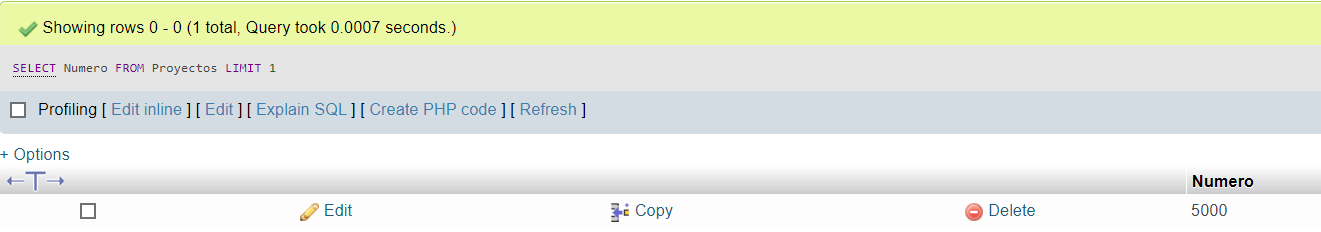 Showing rows 0 - 0 (1 total, Query took 0.0007 seconds.)
SELECT Numero FROM Proyectos LIMIT 1
Profiling [ Edit inline ] [ Edit ] [ Explain SQL ] [ Create PHP code ] [ Refresh ]
+ Options
←T→ Numero
Edit Copy Delete 5000